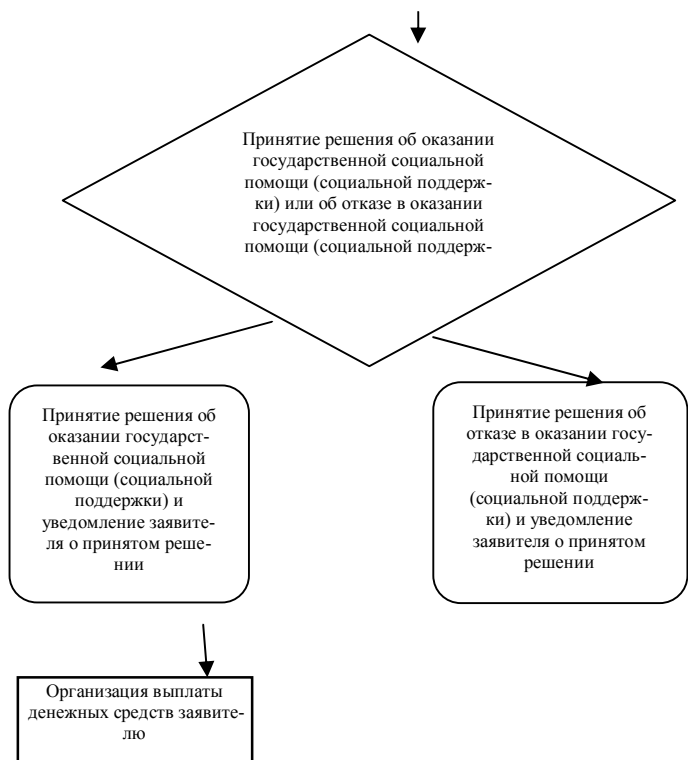 Принятие решения об оказании
государственной социальной
помощи (социальной поддерж-
ки) или об отказе в оказании
государственной социальной
помощи (социальной поддерж-
Принятие решения об
оказании государст-
венной социальной
помощи (социальной
поддержки) и
уведомление заявите-
ля о принятом реше-
нии
Принятие решения об
отказе в оказании госу-
дарственной социаль-
ной помощи
(социальной поддерж-
ки) и уведомление
заявителя о принятом
решении
Организация выплаты
денежных средств заявите-
лю